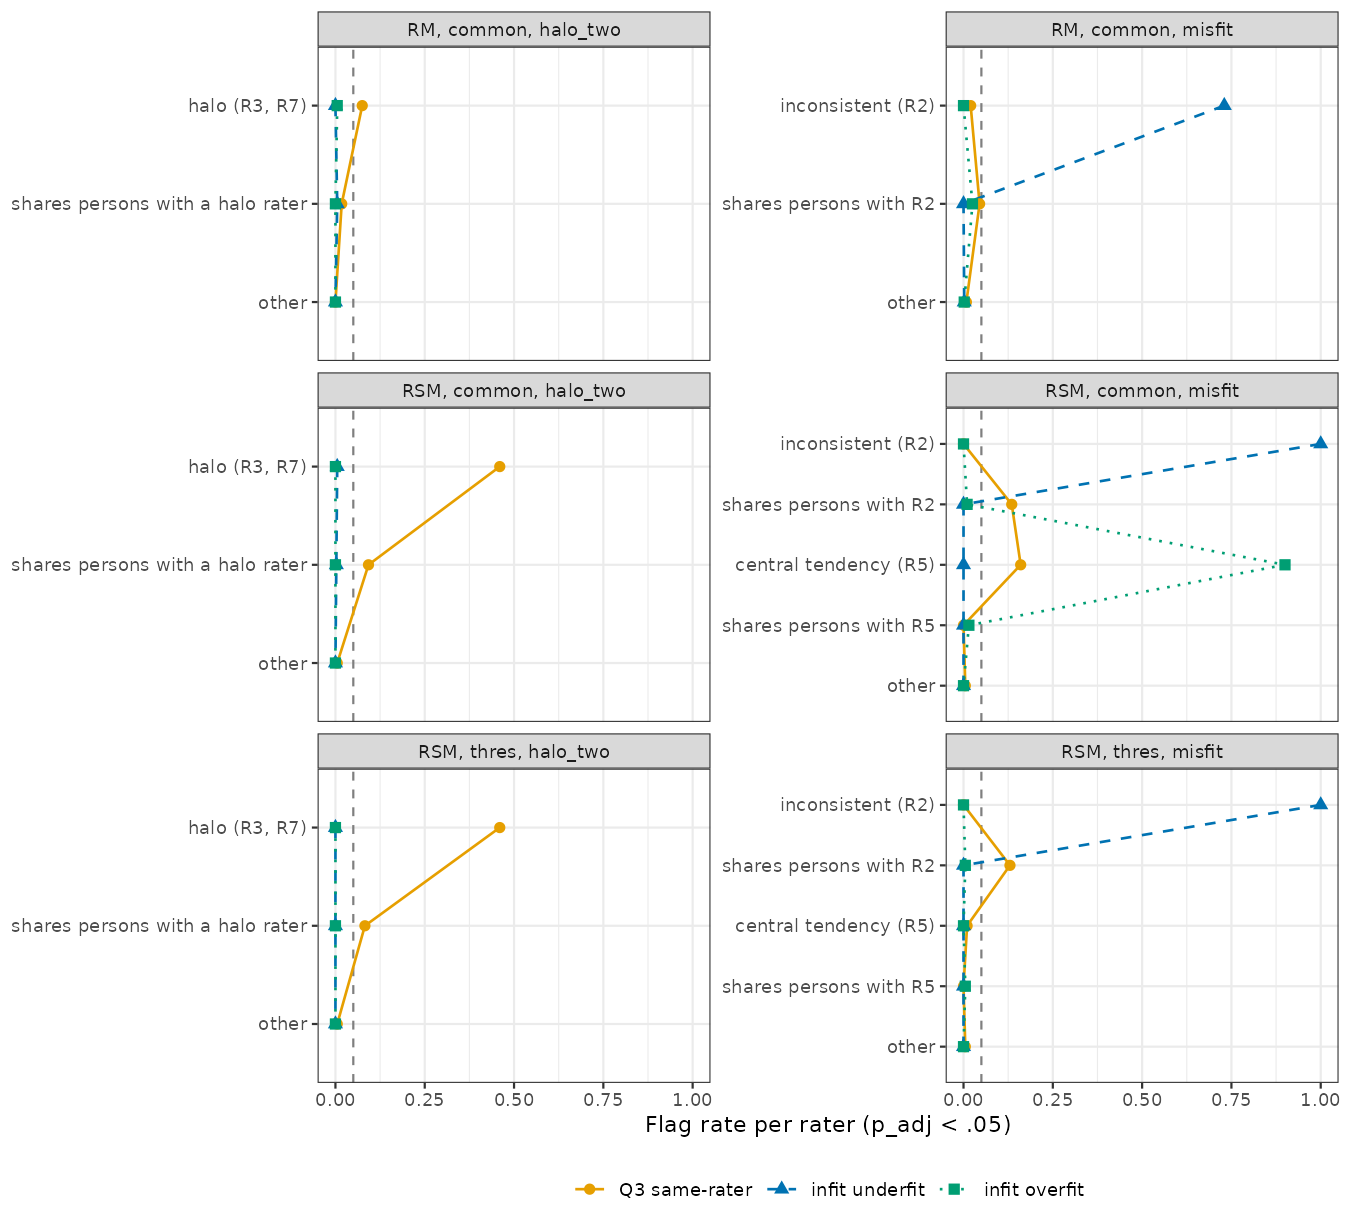 RM, common, halo_two
halo (R3, R7)
shares persons with a halo rater
other
RM, common, misfit
inconsistent (R2)
shares persons with R2
other
RSM, common, halo_two
halo (R3, R7)
shares persons with a halo rater
other
RSM, common, misfit
inconsistent (R2)
shares persons with R2
central tendency (R5)
shares persons with R5
other
RSM, thres, halo_two
halo (R3, R7)
shares persons with a halo rater
other
0.00 0.25 0.50 0.75 1.00
RSM, thres, misfit
inconsistent (R2)
shares persons with R2
central tendency (R5)
shares persons with R5
other
0.00 0.25 0.50 0.75 1.00
Flag rate per rater (p_adj < .05)
Q3 same-rater infit underfit infit overfit